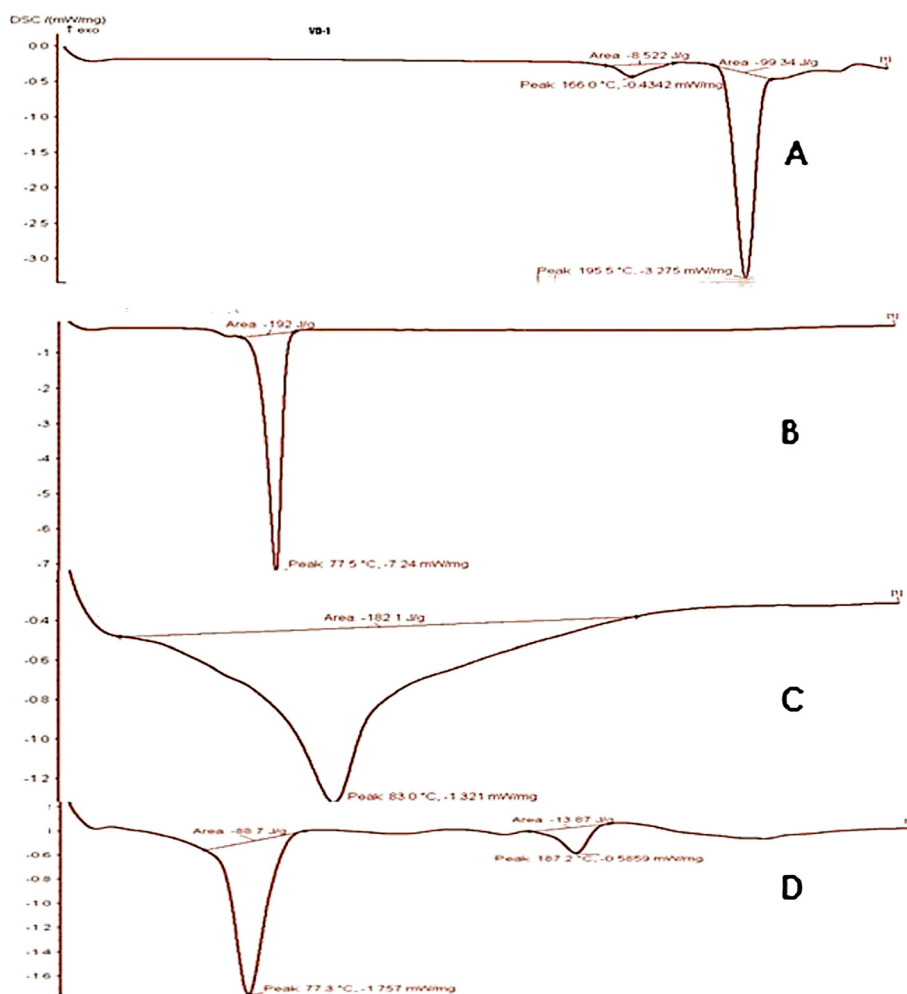 DSC /(mW/mg)
↑ exo
VB-1
0.0
-0.5
-1.0
-1.5
-2.0
-2.5
-3.0
Area -8.522 J/g
Area -99.34 J/g
[1]
Peak: 166.0 °C, -0.4342 mW/mg
A
Peak: 195.5 °C, -3.275 mW/mg
Area -192 J/g
[1]
-1
-2
-3
-4
-5
-6
-7
B
Peak: 77.5 °C, -7.24 mW/mg
[1]
-0.4
-0.6
-0.8
-1.0
-1.2
Area -182.1 J/g
C
Peak: 83.0 °C, -1.321 mW/mg
Area -88.7 J/g
Area -13.87 J/g
-0.6
-0.8
-1.0
-1.2
-1.4
-1.6
Peak: 187.2 °C, -0.5859 mW/mg
D
Peak: 77.3 °C, -1.757 mW/mg